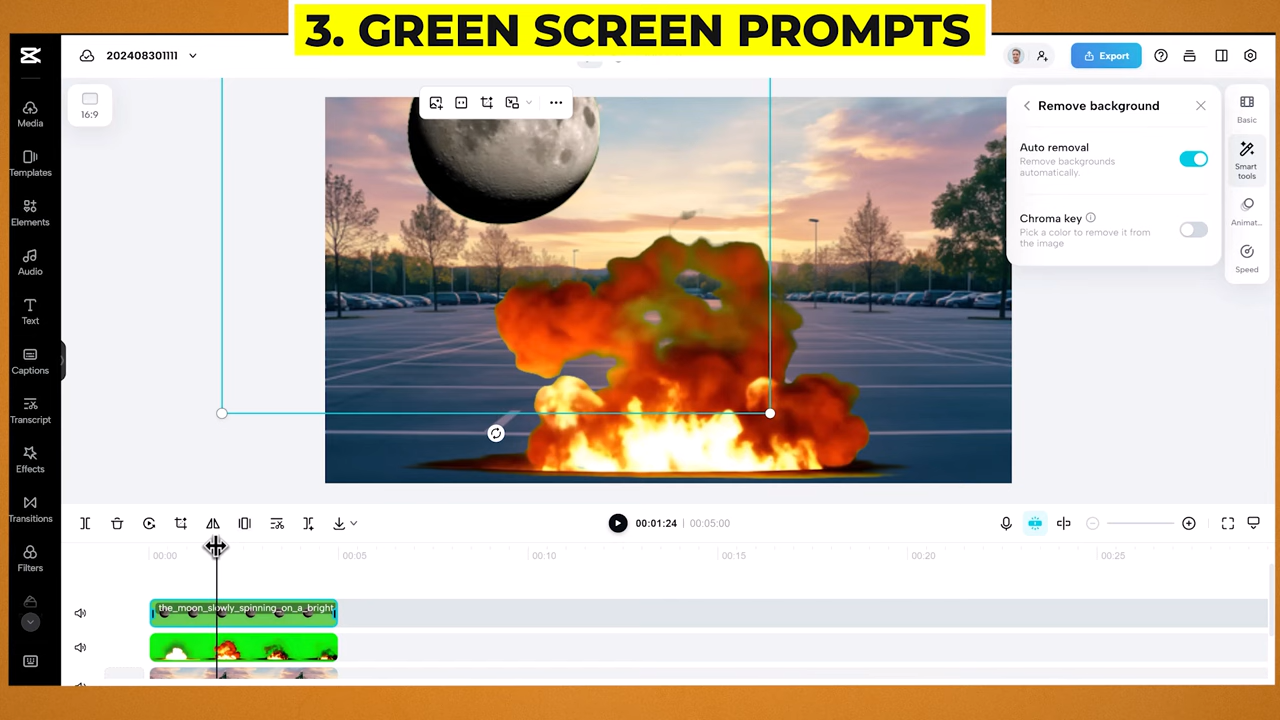 3. GREEN SCREEN PROMPTS
202408301111
Export
16:9
Media
Templates
Elements
Audio
Text
Captions
Transcript
Effects
Transitions
Filters
Remove background
Auto removal
Remove backgrounds
automatically.
Chroma key
Pick a color to remove it from
the image
Basic
Smart
tools
Animat...
Speed
00:01:24 | 00:05:00
00:00
00:05
00:10
00:15
00:20
00:25
the_moon_slowly_spinning_on_a_bright